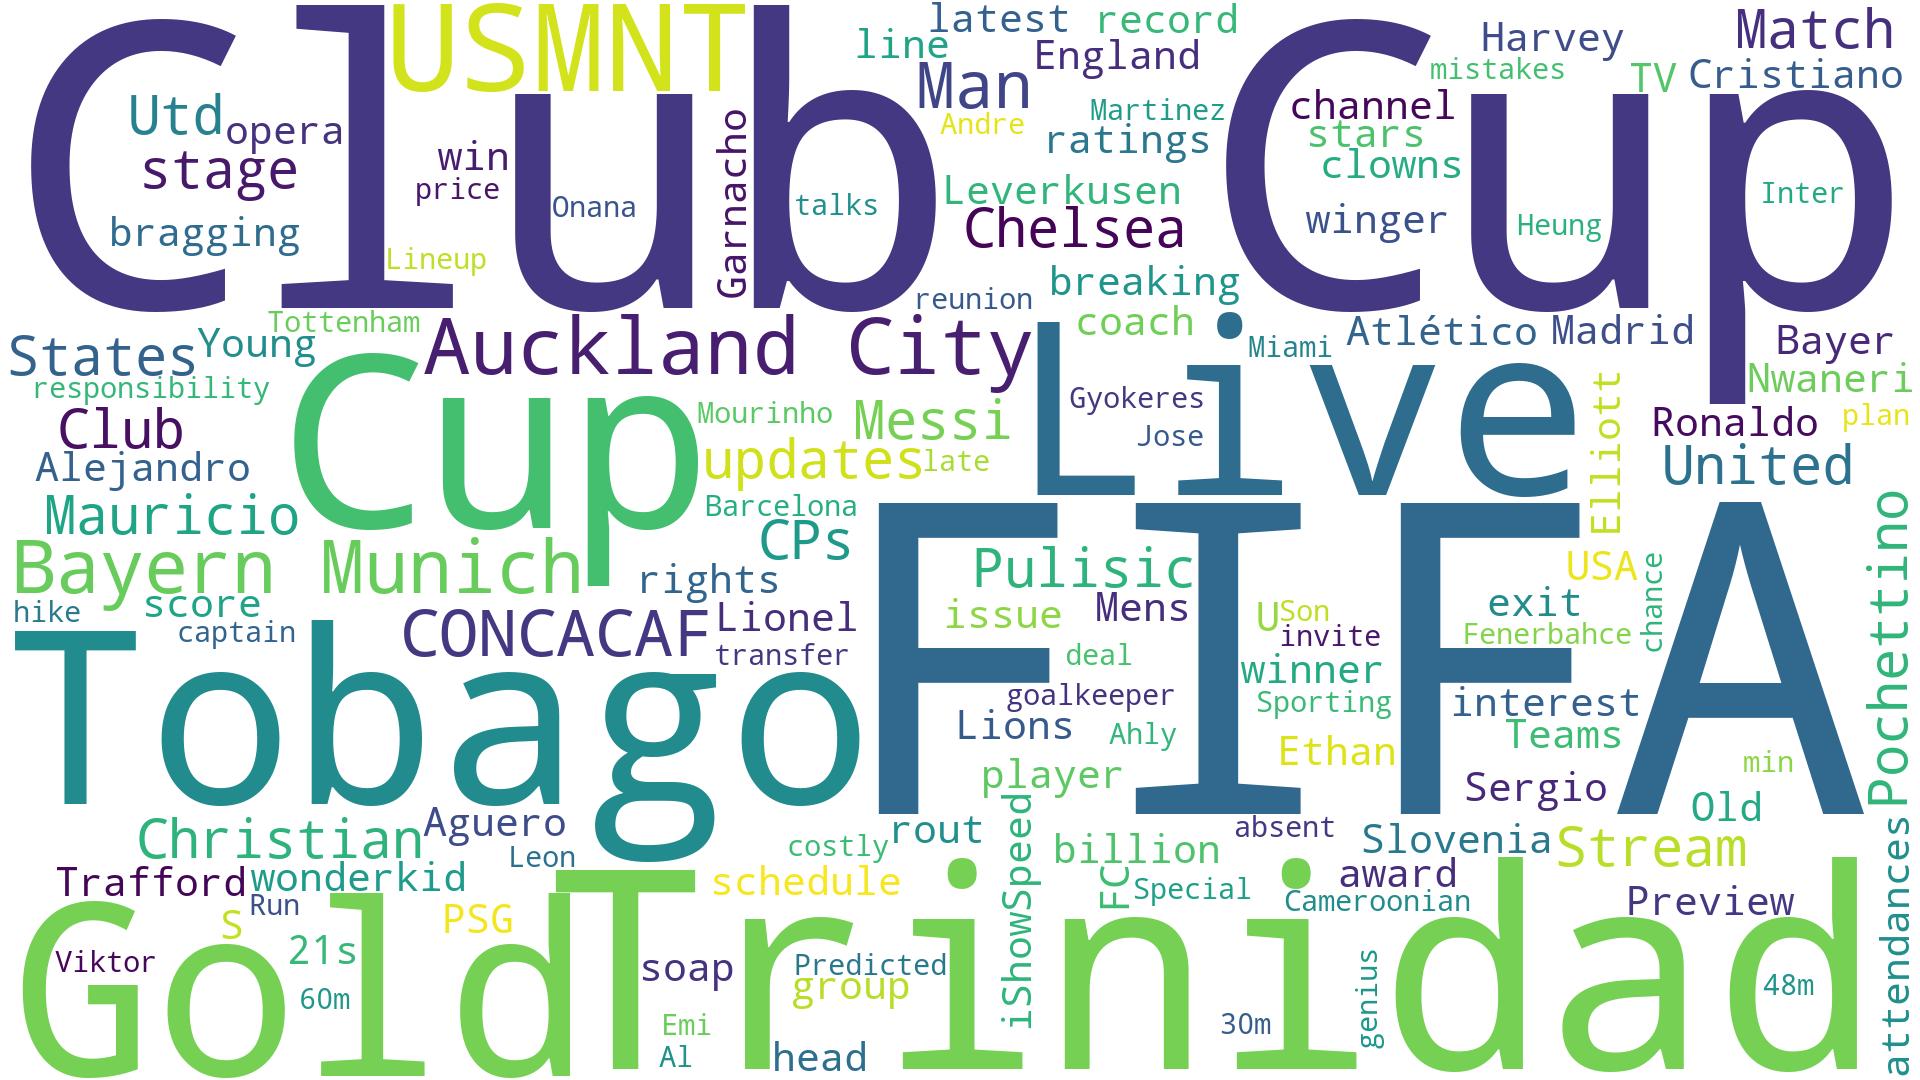 Club Cup
USMNT
latest
record
line
England
Man
Harvey
Match
mistakes
TV
Cristiano
Utd
opera
stage
win
price
Onana
Garnacho
talks
Andre
Martinez
ratings
channel
stars
clowns
bragging
Lineup
Leverkusen
Chelsea
winger
Heung
Inter
breaking
reunion
Tottenham
States
Young
Auckland City
coach
Live
Miami
Atlético Madrid
Bayer
responsibility
Cup
Gyokeres
Jose
Nwaneri
Club
Mourinho
Messi
Elliott
Ronaldo
plan
Alejandro
updates
late
United
Mauricio
Barcelona
CPs
FIFA
Pochettino
Bayern Munich
rights
Pulisic
USA
chance
hike
score
captain
CONCACAF
Lionel
transfer
issue
Mens
U
Son
invite
exit
Fenerbahce
Tobago
deal
goalkeeper
winner
Sporting
interest
Lions
Ahly
Ethan
Teams
min
player
Sergio
Old
Christian
Aguero
Leon
costly
rout
iShowSpeed
billion
absent
Slovenia
Stream
attendances
Trafford
wonderkid
Run
schedule
FC
Special
award
Cameroonian
Preview
Gold
Trinidad
S
PSG
Viktor
21s
60m
soap
Predicted
group
genius
48m
Emi
Al
head
30m